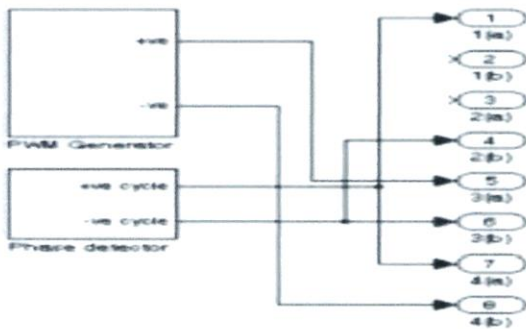 +ve
-ve
PWM Generator
+ve cycle
-ve cycle
Phase detector
1
1(a)
2
1(b)
3
2(a)
4
2(b)
5
3(a)
6
3(b)
7
4(a)
8
4(b)